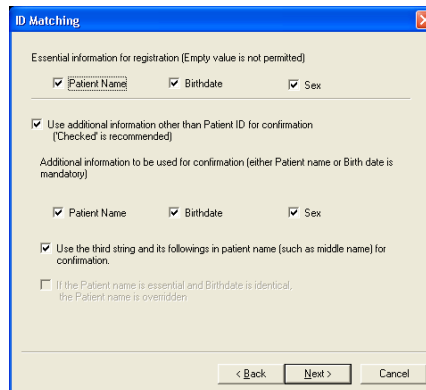 ID Matching
Essential information for registration (Empty value is not permitted)
Patient Name Birthdate Sex
Use additional information other than Patient ID for confirmation
('Checked' is recommended)
Additional information to be used for confirmation (either Patient name or Birth date is
mandatory)
Patient Name Birthdate Sex
Use the third string and its followings in patient name (such as middle name) for
confirmation.
If the Patient name is essential and Birthdate is identical,
the Patient name is overridden
< Back Next > Cancel